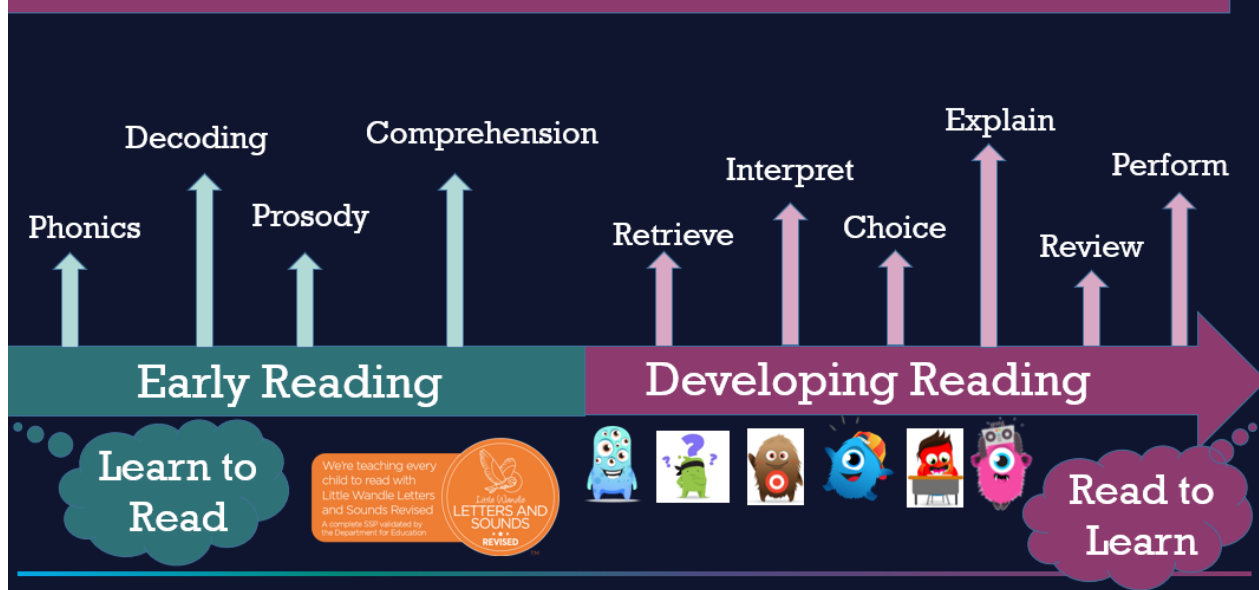 Phonics
Decoding
Prosody
Comprehension
Retrieve
Interpret
Choice
Explain
Review
Perform
Early Reading
Developing Reading
Learn to
Read
We're teaching every
child to read with
Little Wandle Letters
and Sounds Revised
A complete SSP validated by
the Department for Education
Little Wandle
LETTERS AND
SOUNDS
REVISED
TM
? ? ?
Read to
Learn